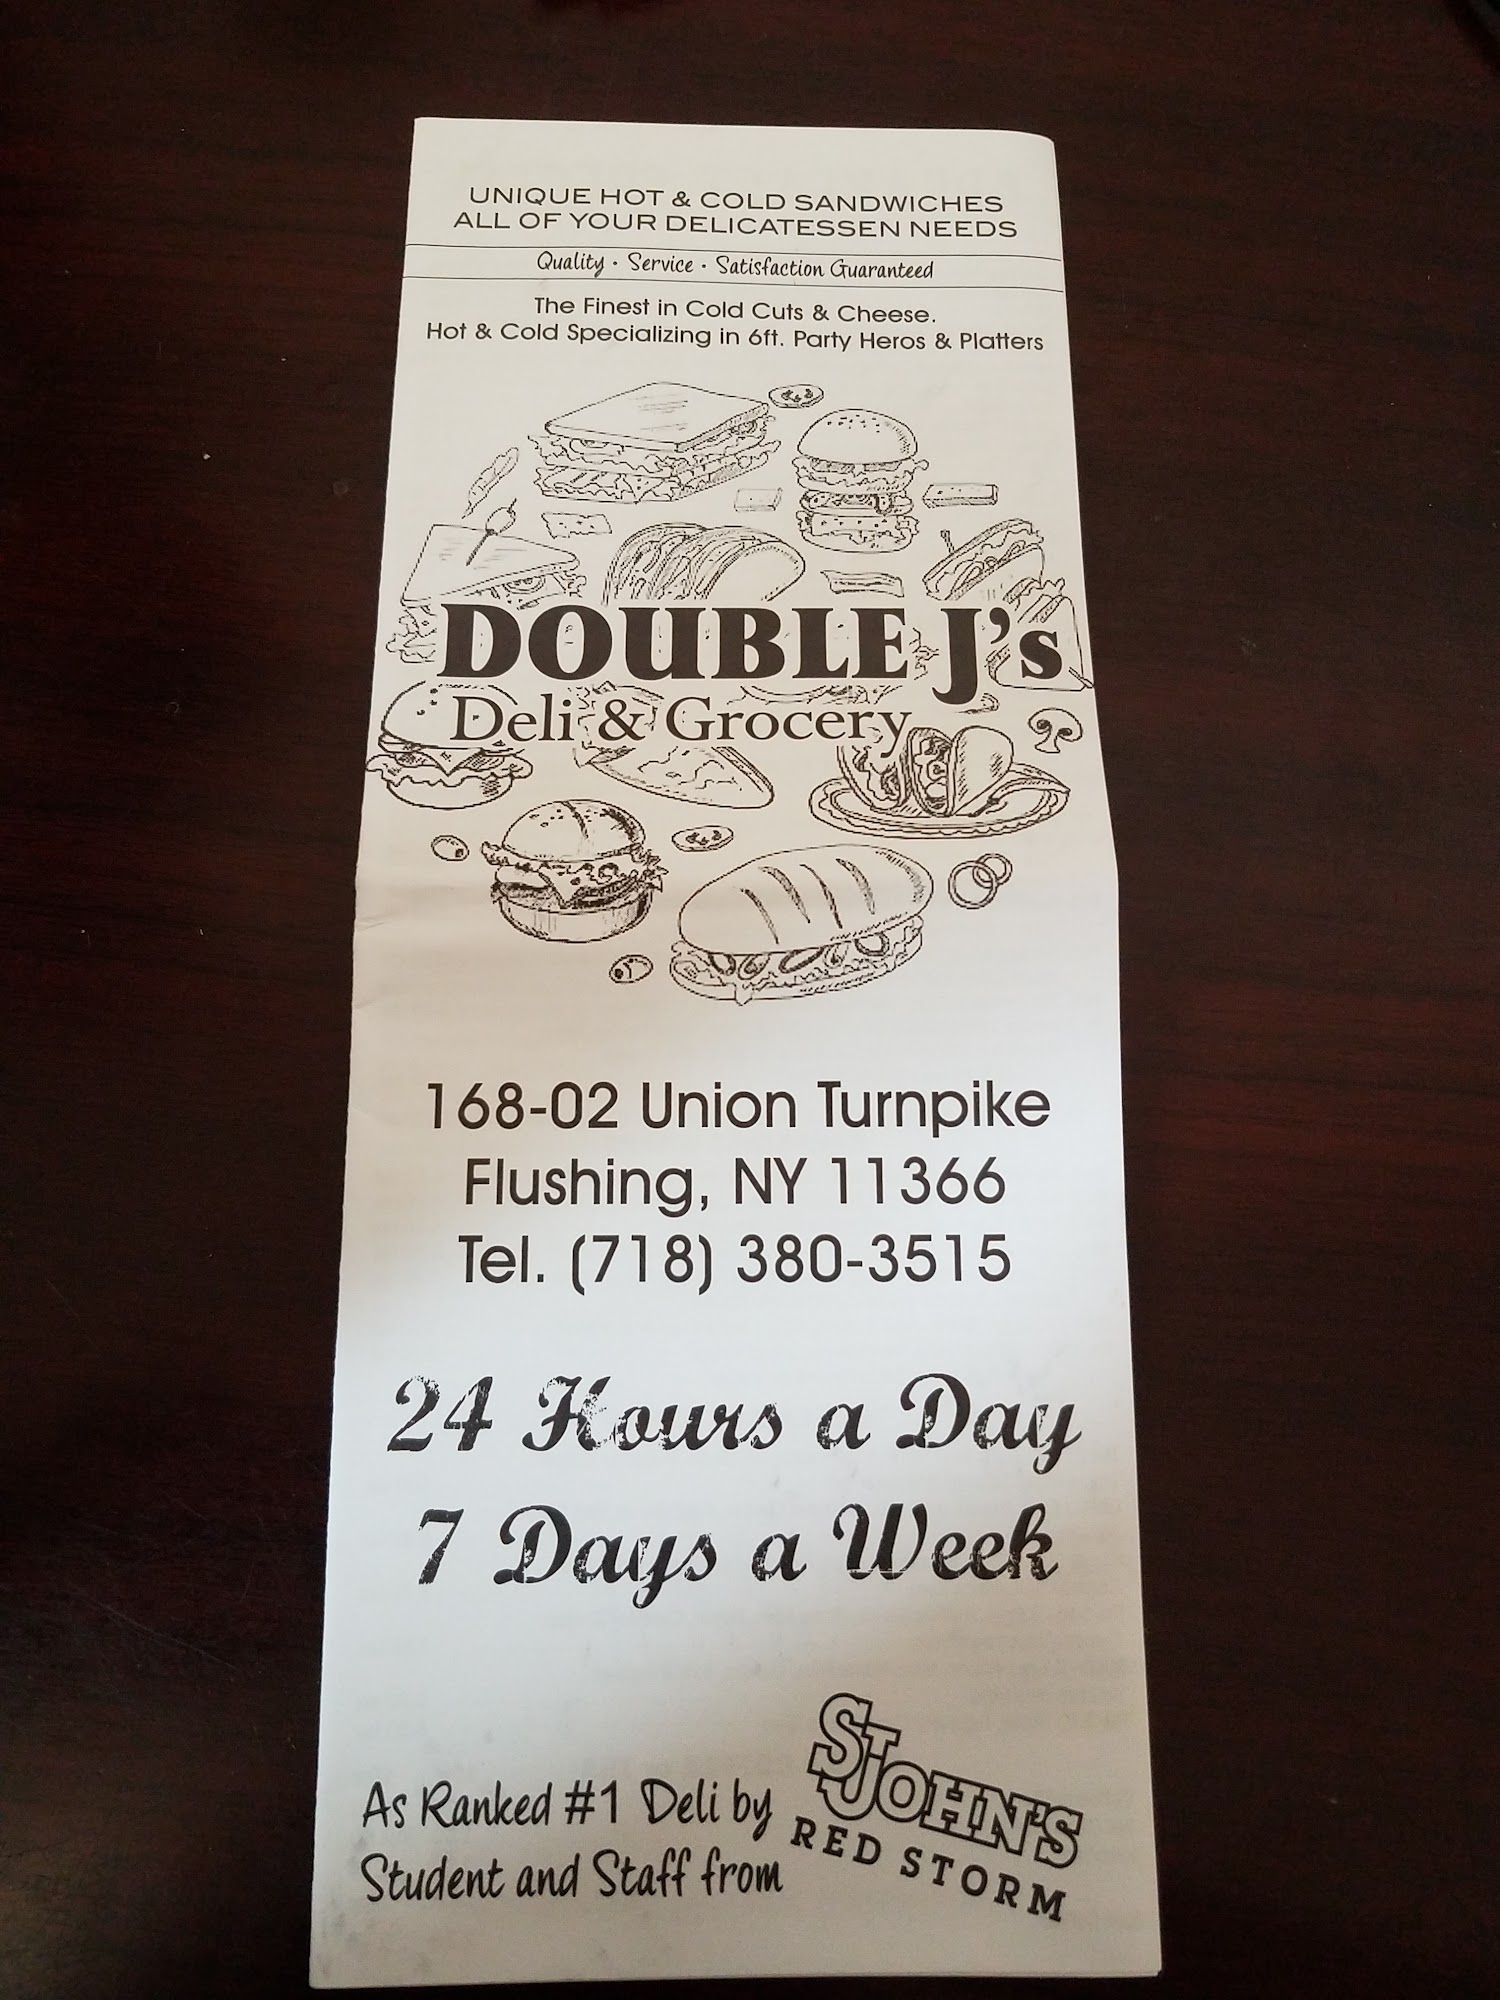 UNIQUE HOT & COLD SANDWICHES
ALL OF YOUR DELICATESSEN NEEDS
Quality · Service · Satisfaction Guaranteed
The Finest in Cold Cuts & Cheese.
Hot & Cold Specializing in 6ft. Party Heros & Platters
DOUBLE J's
Deli & Grocery
168-02 Union Turnpike
Flushing, NY 11366
Tel. (718) 380-3515
24 Hours a Day
7 Days a Week
As Ranked #1 Deli by
Student and Staff from
ST JOHN'S
RED STORM